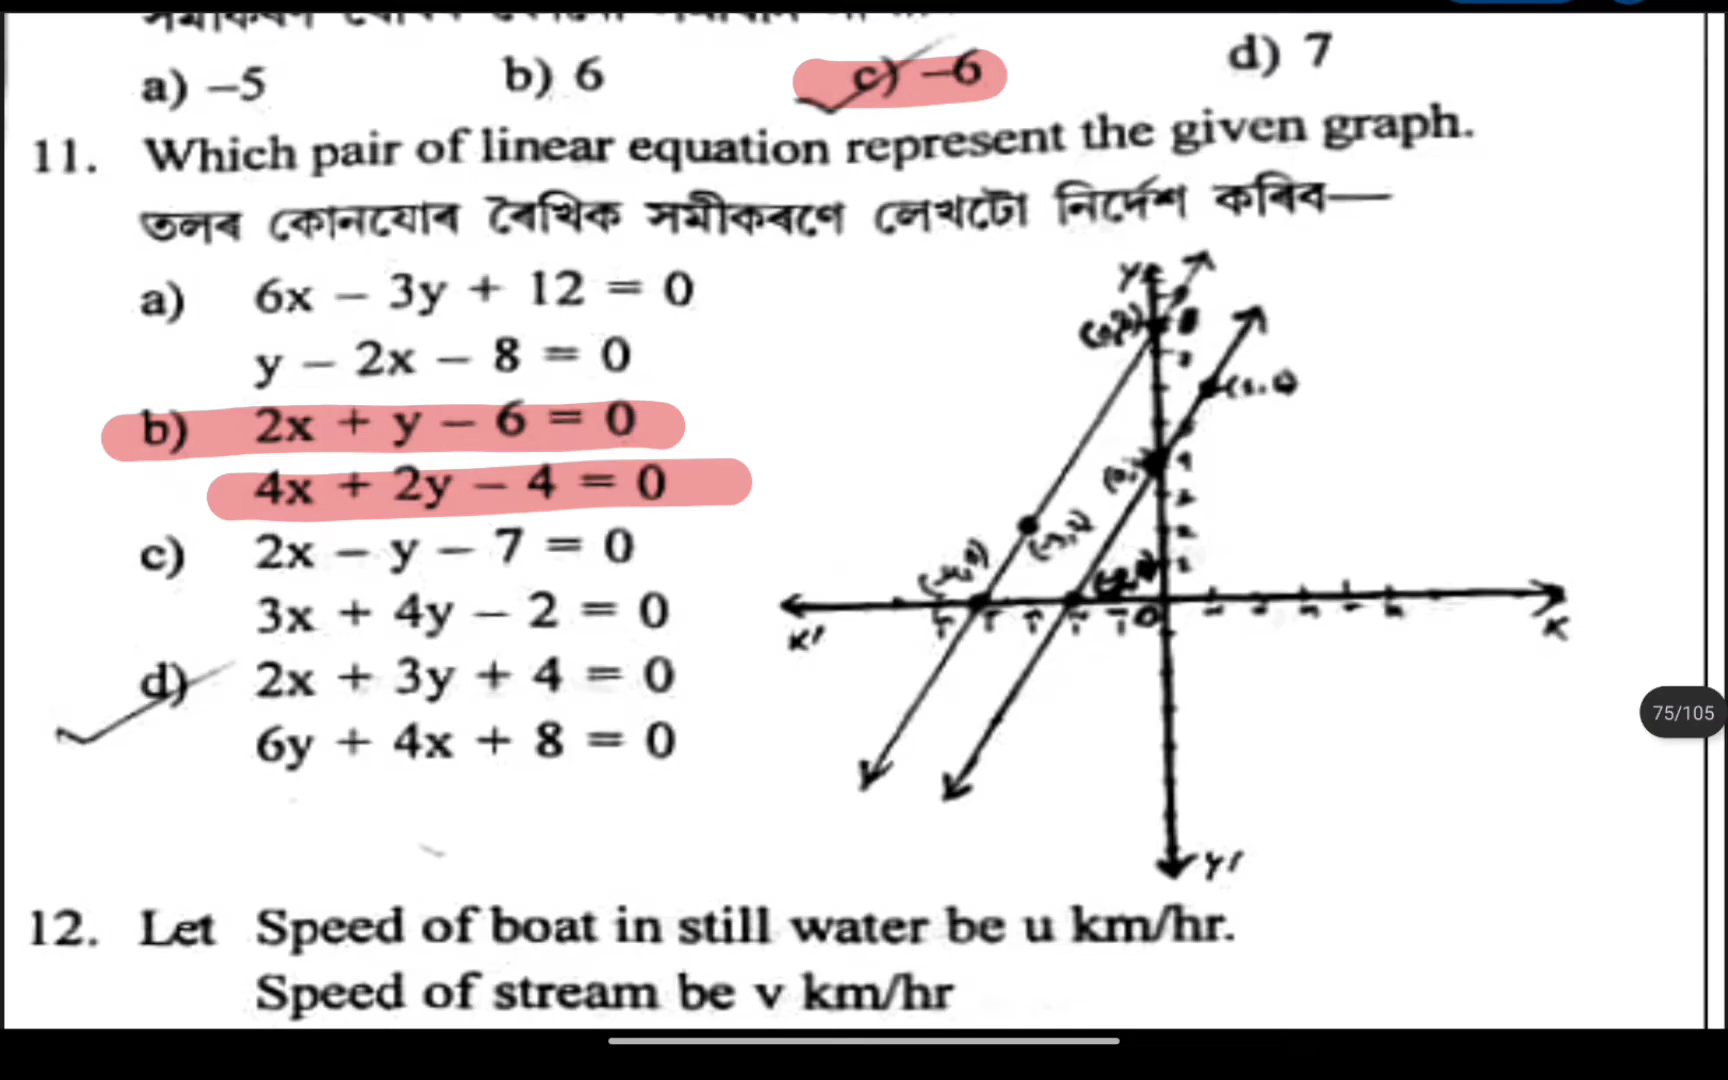 a) –5 b) 6 c) –6 d) 7
11. Which pair of linear equation represent the given graph.
তলৰ কোনযোৰ ৰৈখিক সমীকৰণে লেখটো নিৰ্দেশ কৰিব—
a) 6x – 3y + 12 = 0
y – 2x – 8 = 0
b) 2x + y – 6 = 0
4x + 2y – 4 = 0
c) 2x – y – 7 = 0
3x + 4y – 2 = 0
d) 2x + 3y + 4 = 0
6y + 4x + 8 = 0
Y
X'
O
X
Y'
75/105
12. Let Speed of boat in still water be u km/hr.
Speed of stream be v km/hr